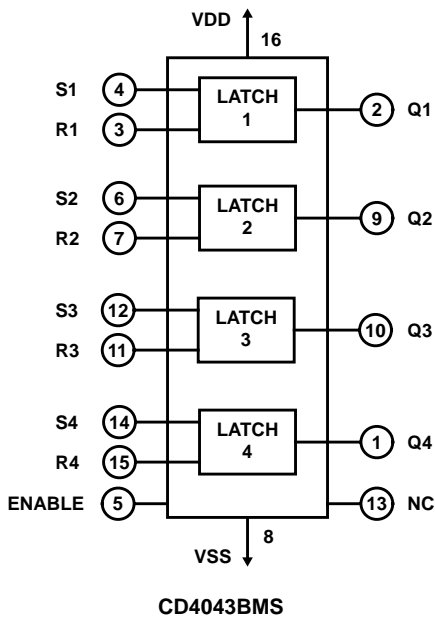 VDD
16
S1 4 LATCH 1 2 Q1
R1 3
S2 6 LATCH 2 9 Q2
R2 7
S3 12 LATCH 3 10 Q3
R3 11
S4 14 LATCH 4 1 Q4
R4 15
ENABLE 5 13 NC
8
VSS
CD4043BMS